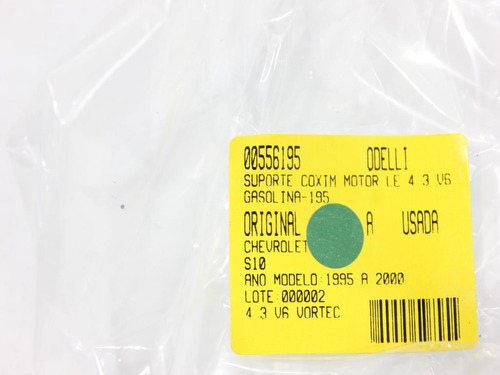 00556195 ODELLI
SUPORTE COXIM MOTOR LE 4 3 V6
GASOLINA-195
ORIGINAL A USADA
CHEVROLET
S10
ANO MODELO:1995 A 2000
LOTE:000002
4 3 V6 VORTEC